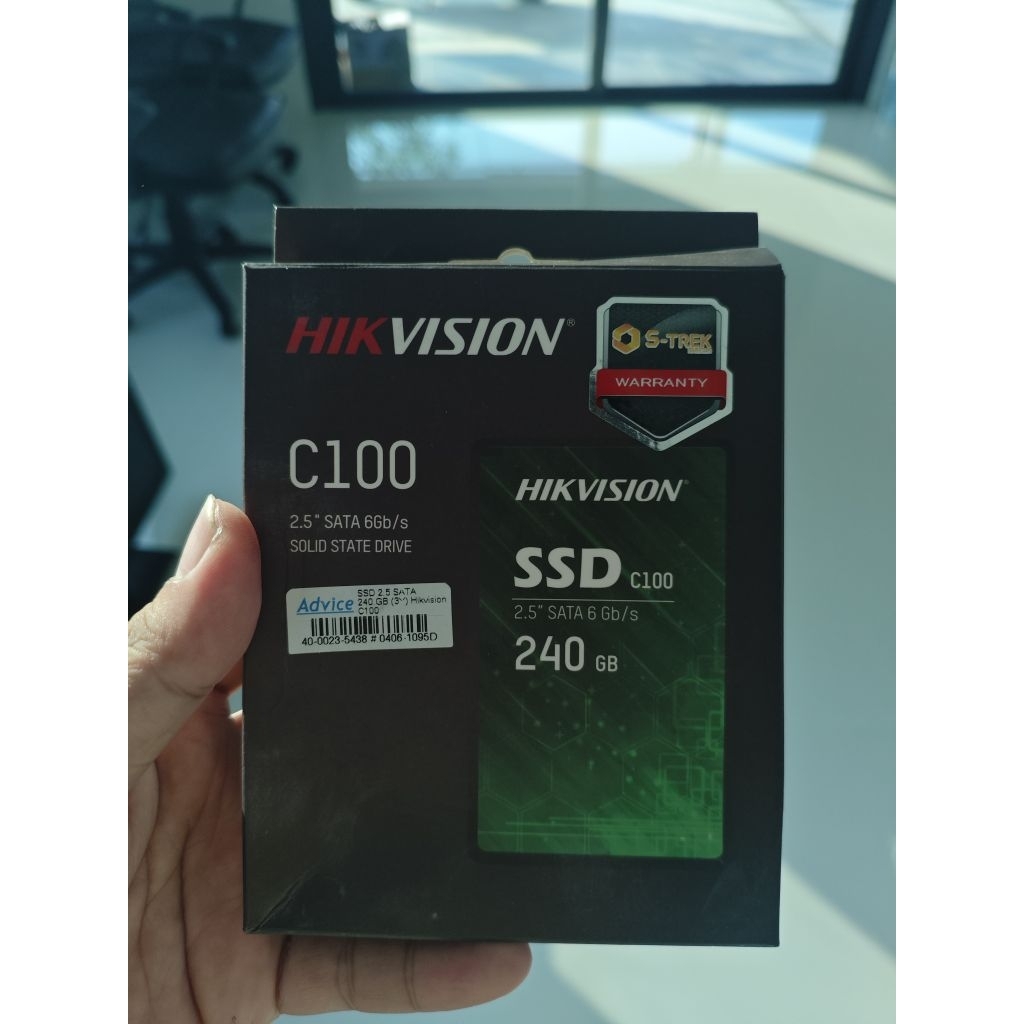 HIKVISION®
S-TREK
WARRANTY
C100
2.5" SATA 6Gb/s
SOLID STATE DRIVE
Advice
SSD 2.5 SATA
240 GB (3Y) Hikvision
C100
40-0023-5438 # 0406-1095D
HIKVISION®
SSD C100
2.5" SATA 6 Gb/s
240 GB